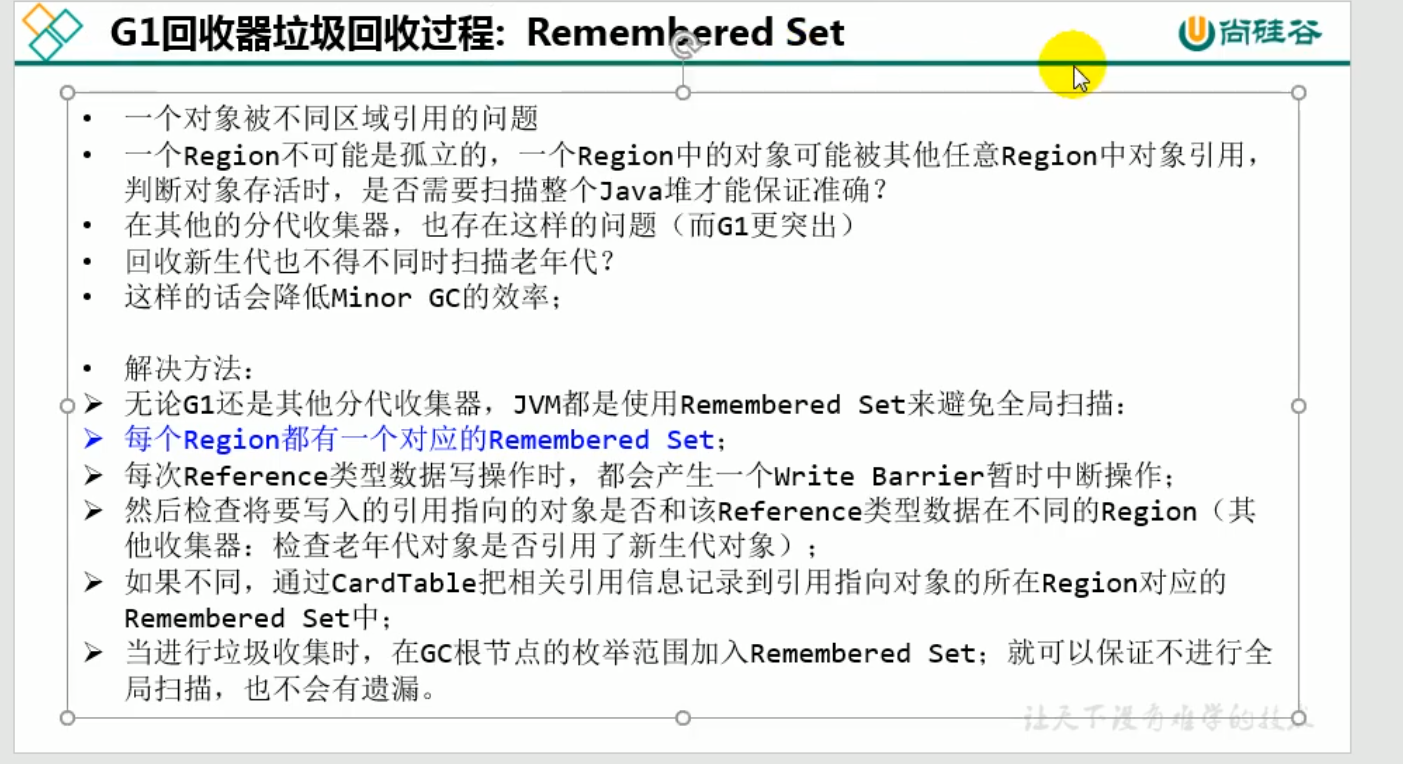 G1回收器垃圾回收过程: Remembered Set
尚硅谷
• 一个对象被不同区域引用的问题
• 一个Region不可能是孤立的，一个Region中的对象可能被其他任意Region中对象引用，
判断对象存活时，是否需要扫描整个Java堆才能保证准确？
• 在其他的分代收集器，也存在这样的问题（而G1更突出）
• 回收新生代也不得不同时扫描老年代？
• 这样的话会降低Minor GC的效率；
• 解决方法：
➢ 无论G1还是其他分代收集器，JVM都是使用Remembered Set来避免全局扫描：
➢ 每个Region都有一个对应的Remembered Set；
➢ 每次Reference类型数据写操作时，都会产生一个Write Barrier暂时中断操作；
➢ 然后检查将要写入的引用指向的对象是否和该Reference类型数据在不同的Region（其
他收集器：检查老年代对象是否引用了新生代对象）；
➢ 如果不同，通过CardTable把相关引用信息记录到引用指向对象的所在Region对应的
Remembered Set中；
➢ 当进行垃圾收集时，在GC根节点的枚举范围加入Remembered Set；就可以保证不进行全
局扫描，也不会有遗漏。
让天下没有难学的技术